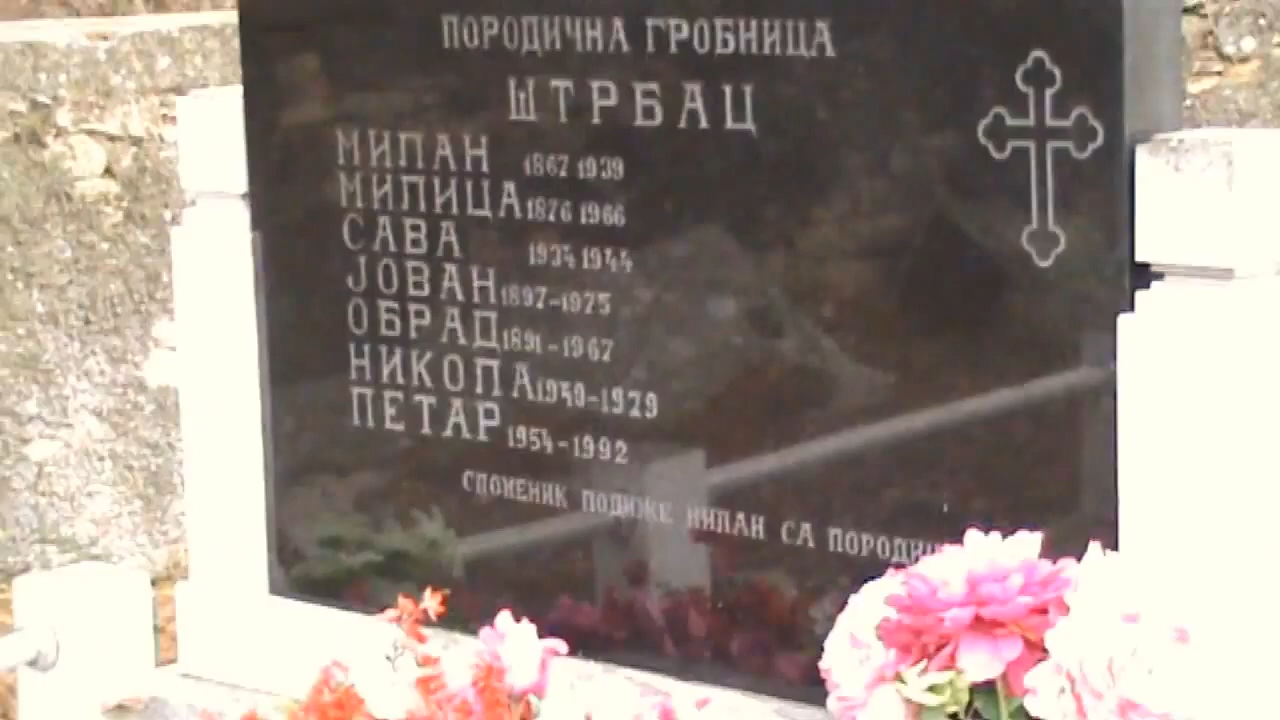 ПОРОДИЧНА ГРОБНИЦА
ШТРБАЦ
МИЛАН 1867 1939
МИЛИЦА 1876 1966
САВА 1934 1944
ЈОВАН 1897-1975
ОБРАД 1891-1967
НИКОЛА 1940-1979
ПЕТАР 1954-1992
СПОМЕНИК ПОДИЖЕ МИЛАН СА